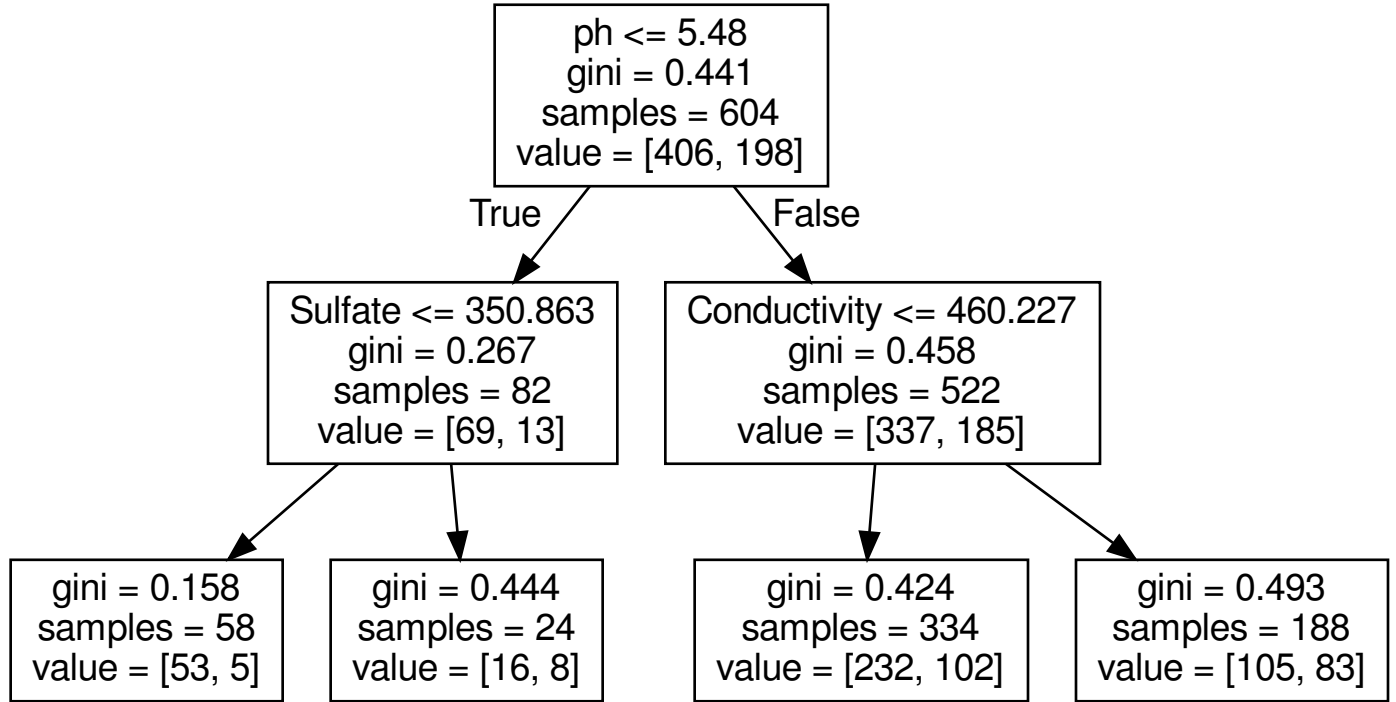 ph <= 5.48
gini = 0.441
samples = 604
value = [406, 198]
True
False
Sulfate <= 350.863
gini = 0.267
samples = 82
value = [69, 13]
Conductivity <= 460.227
gini = 0.458
samples = 522
value = [337, 185]
gini = 0.158
samples = 58
value = [53, 5]
gini = 0.444
samples = 24
value = [16, 8]
gini = 0.424
samples = 334
value = [232, 102]
gini = 0.493
samples = 188
value = [105, 83]